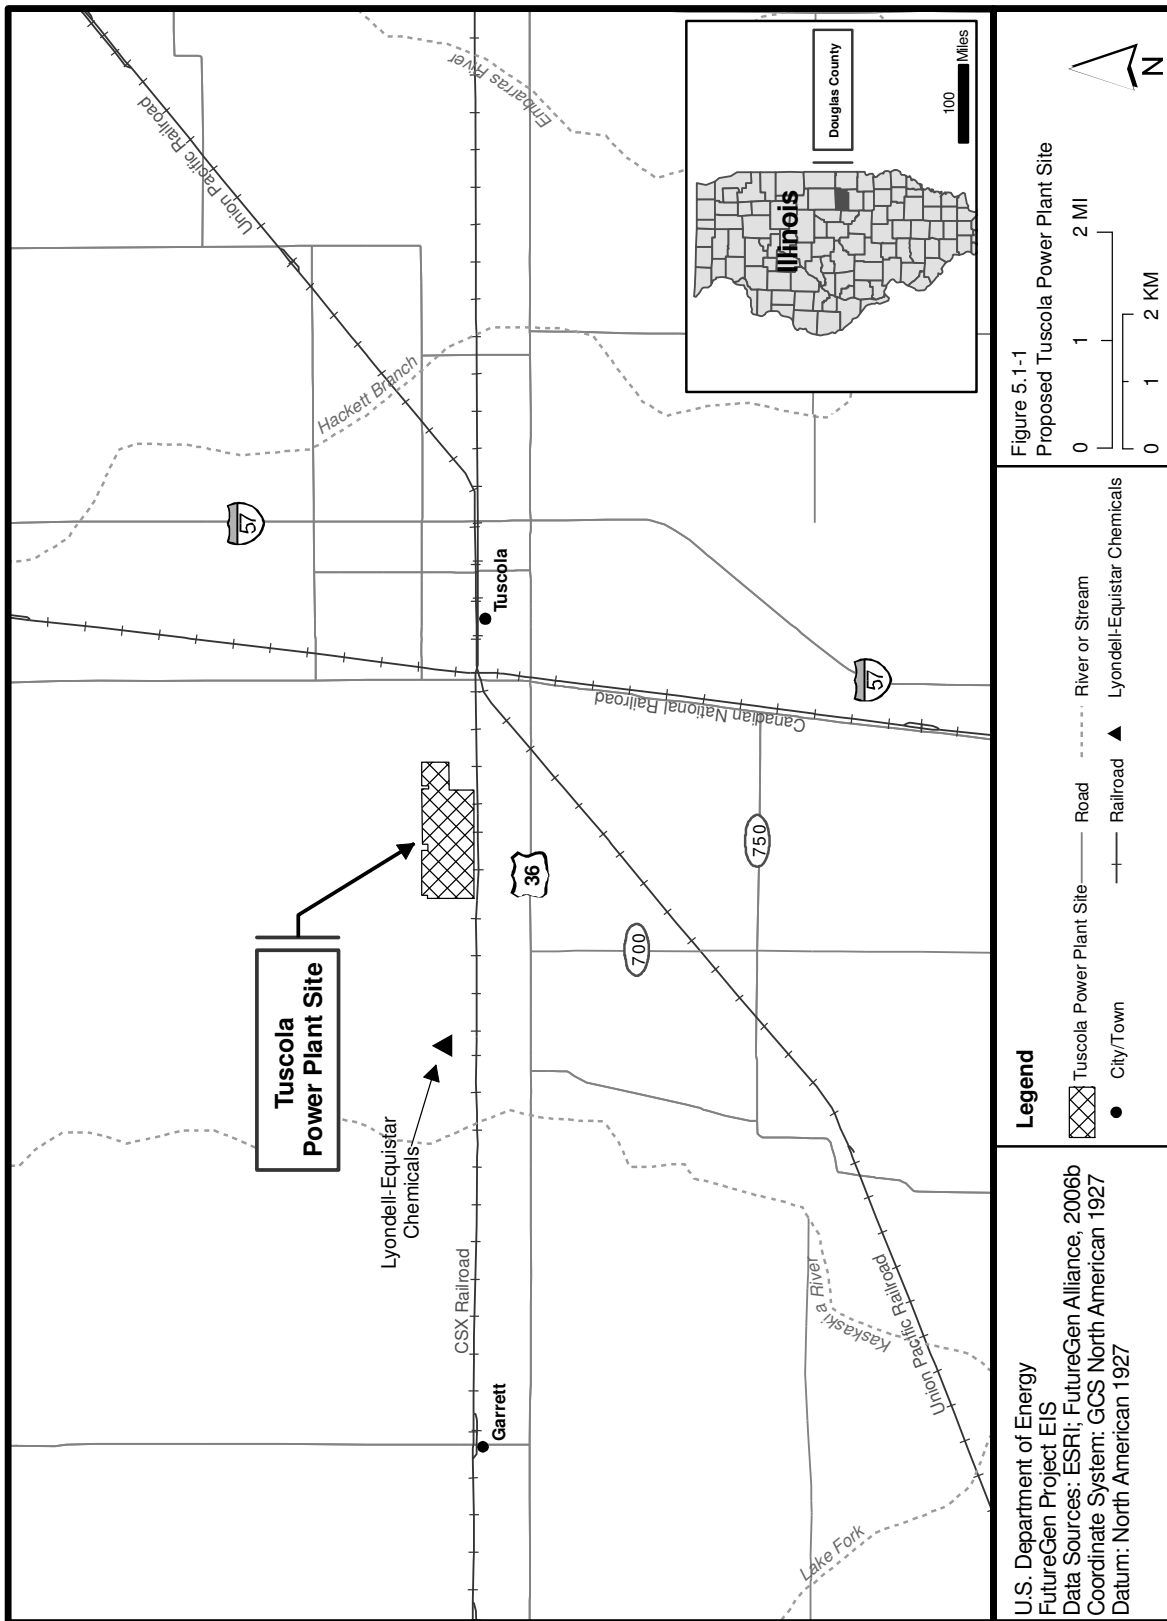 Union Pacific Railroad
Embarras River
Hackett Branch
57
Tuscola
Canadian National Railroad
57
Tuscola
Power Plant Site
36
750
700
Lyondell-Equistar
Chemicals
CSX Railroad
Garrett
Kaskaskia River
Union Pacific Railroad
Lake Fork
Illinois
Douglas County
100
Miles
U.S. Department of Energy
FutureGen Project EIS
Data Sources: ESRI; FutureGen Alliance, 2006b
Coordinate System: GCS North American 1927
Datum: North American 1927
Legend
Tuscola Power Plant Site
Road
River or Stream
City/Town
Railroad
Lyondell-Equistar Chemicals
Figure 5.1-1
Proposed Tuscola Power Plant Site
0 1 2 MI
0 1 2 KM
N